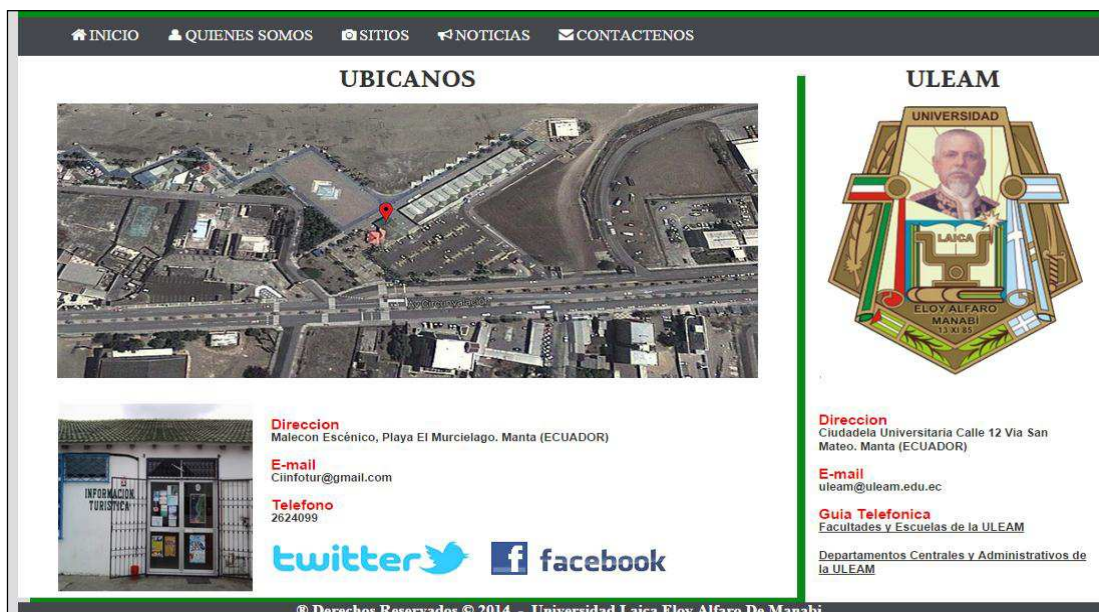 INICIO QUIENES SOMOS SITIOS NOTICIAS CONTACTENOS
UBICANOS
Av Circunvalación
INFORMACION
TURISTICA
Direccion
Malecon Escénico, Playa El Murcielago. Manta (ECUADOR)
E-mail
Ciinfotur@gmail.com
Telefono
2624099
twitter facebook
ULEAM
UNIVERSIDAD
LAICA
ELOY ALFARO
MANABI
13 XI 85
Direccion
Ciudadela Universitaria Calle 12 Via San
Mateo. Manta (ECUADOR)
E-mail
uleam@uleam.edu.ec
Guia Telefonica
Facultades y Escuelas de la ULEAM
Departamentos Centrales y Administrativos de
la ULEAM
® Derechos Reservados © 2014 - Universidad Laica Eloy Alfaro De Manabi